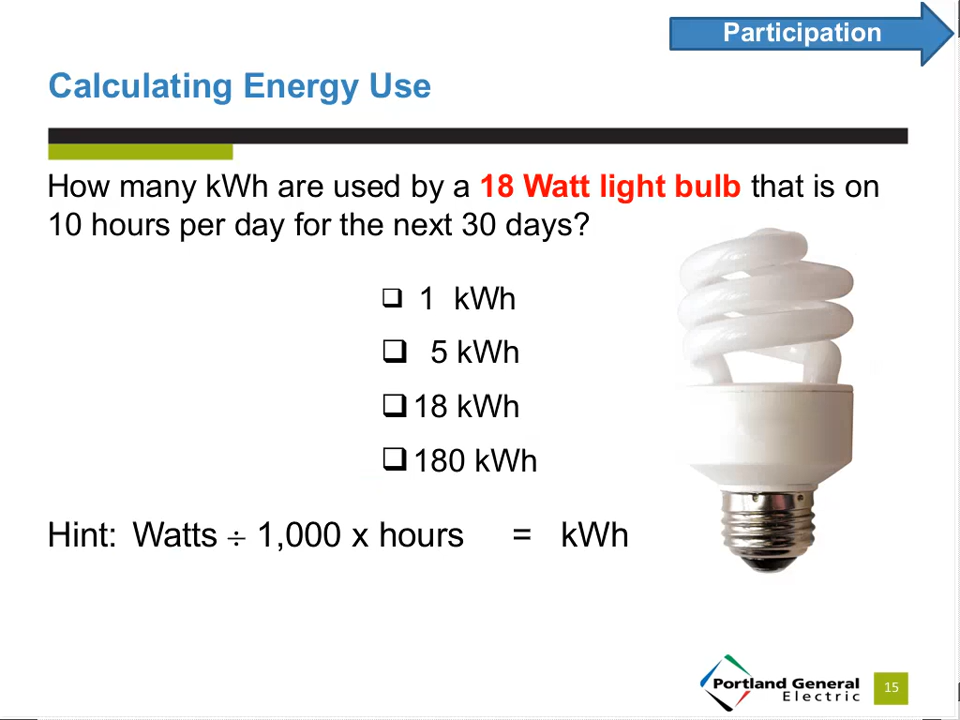 Participation
Calculating Energy Use
How many kWh are used by a 18 Watt light bulb that is on
10 hours per day for the next 30 days?
❑ 1 kWh
❑ 5 kWh
❑ 18 kWh
❑ 180 kWh
Hint: Watts ÷ 1,000 x hours = kWh
Portland General
Electric
15